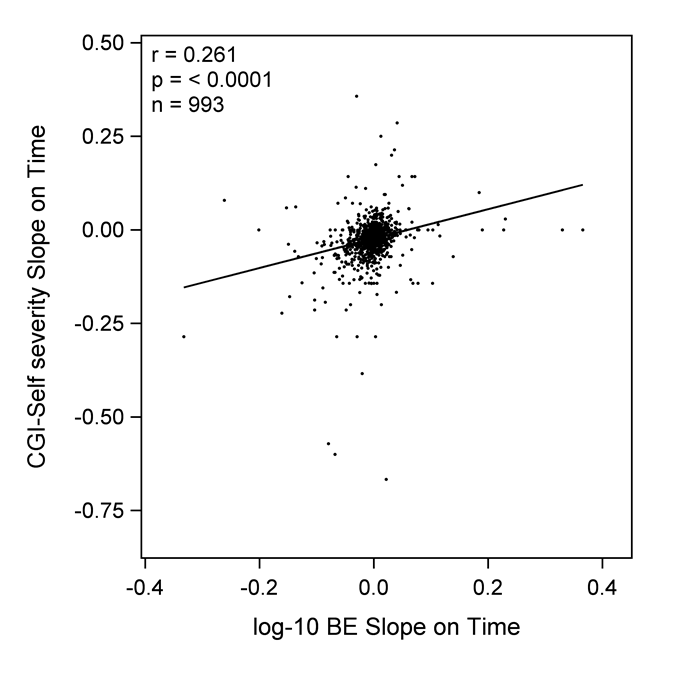 r = 0.261
p = < 0.0001
n = 993
0.50
0.25
0.00
-0.25
-0.50
-0.75
CGI-Self severity Slope on Time
-0.4 -0.2 0.0 0.2 0.4
log-10 BE Slope on Time